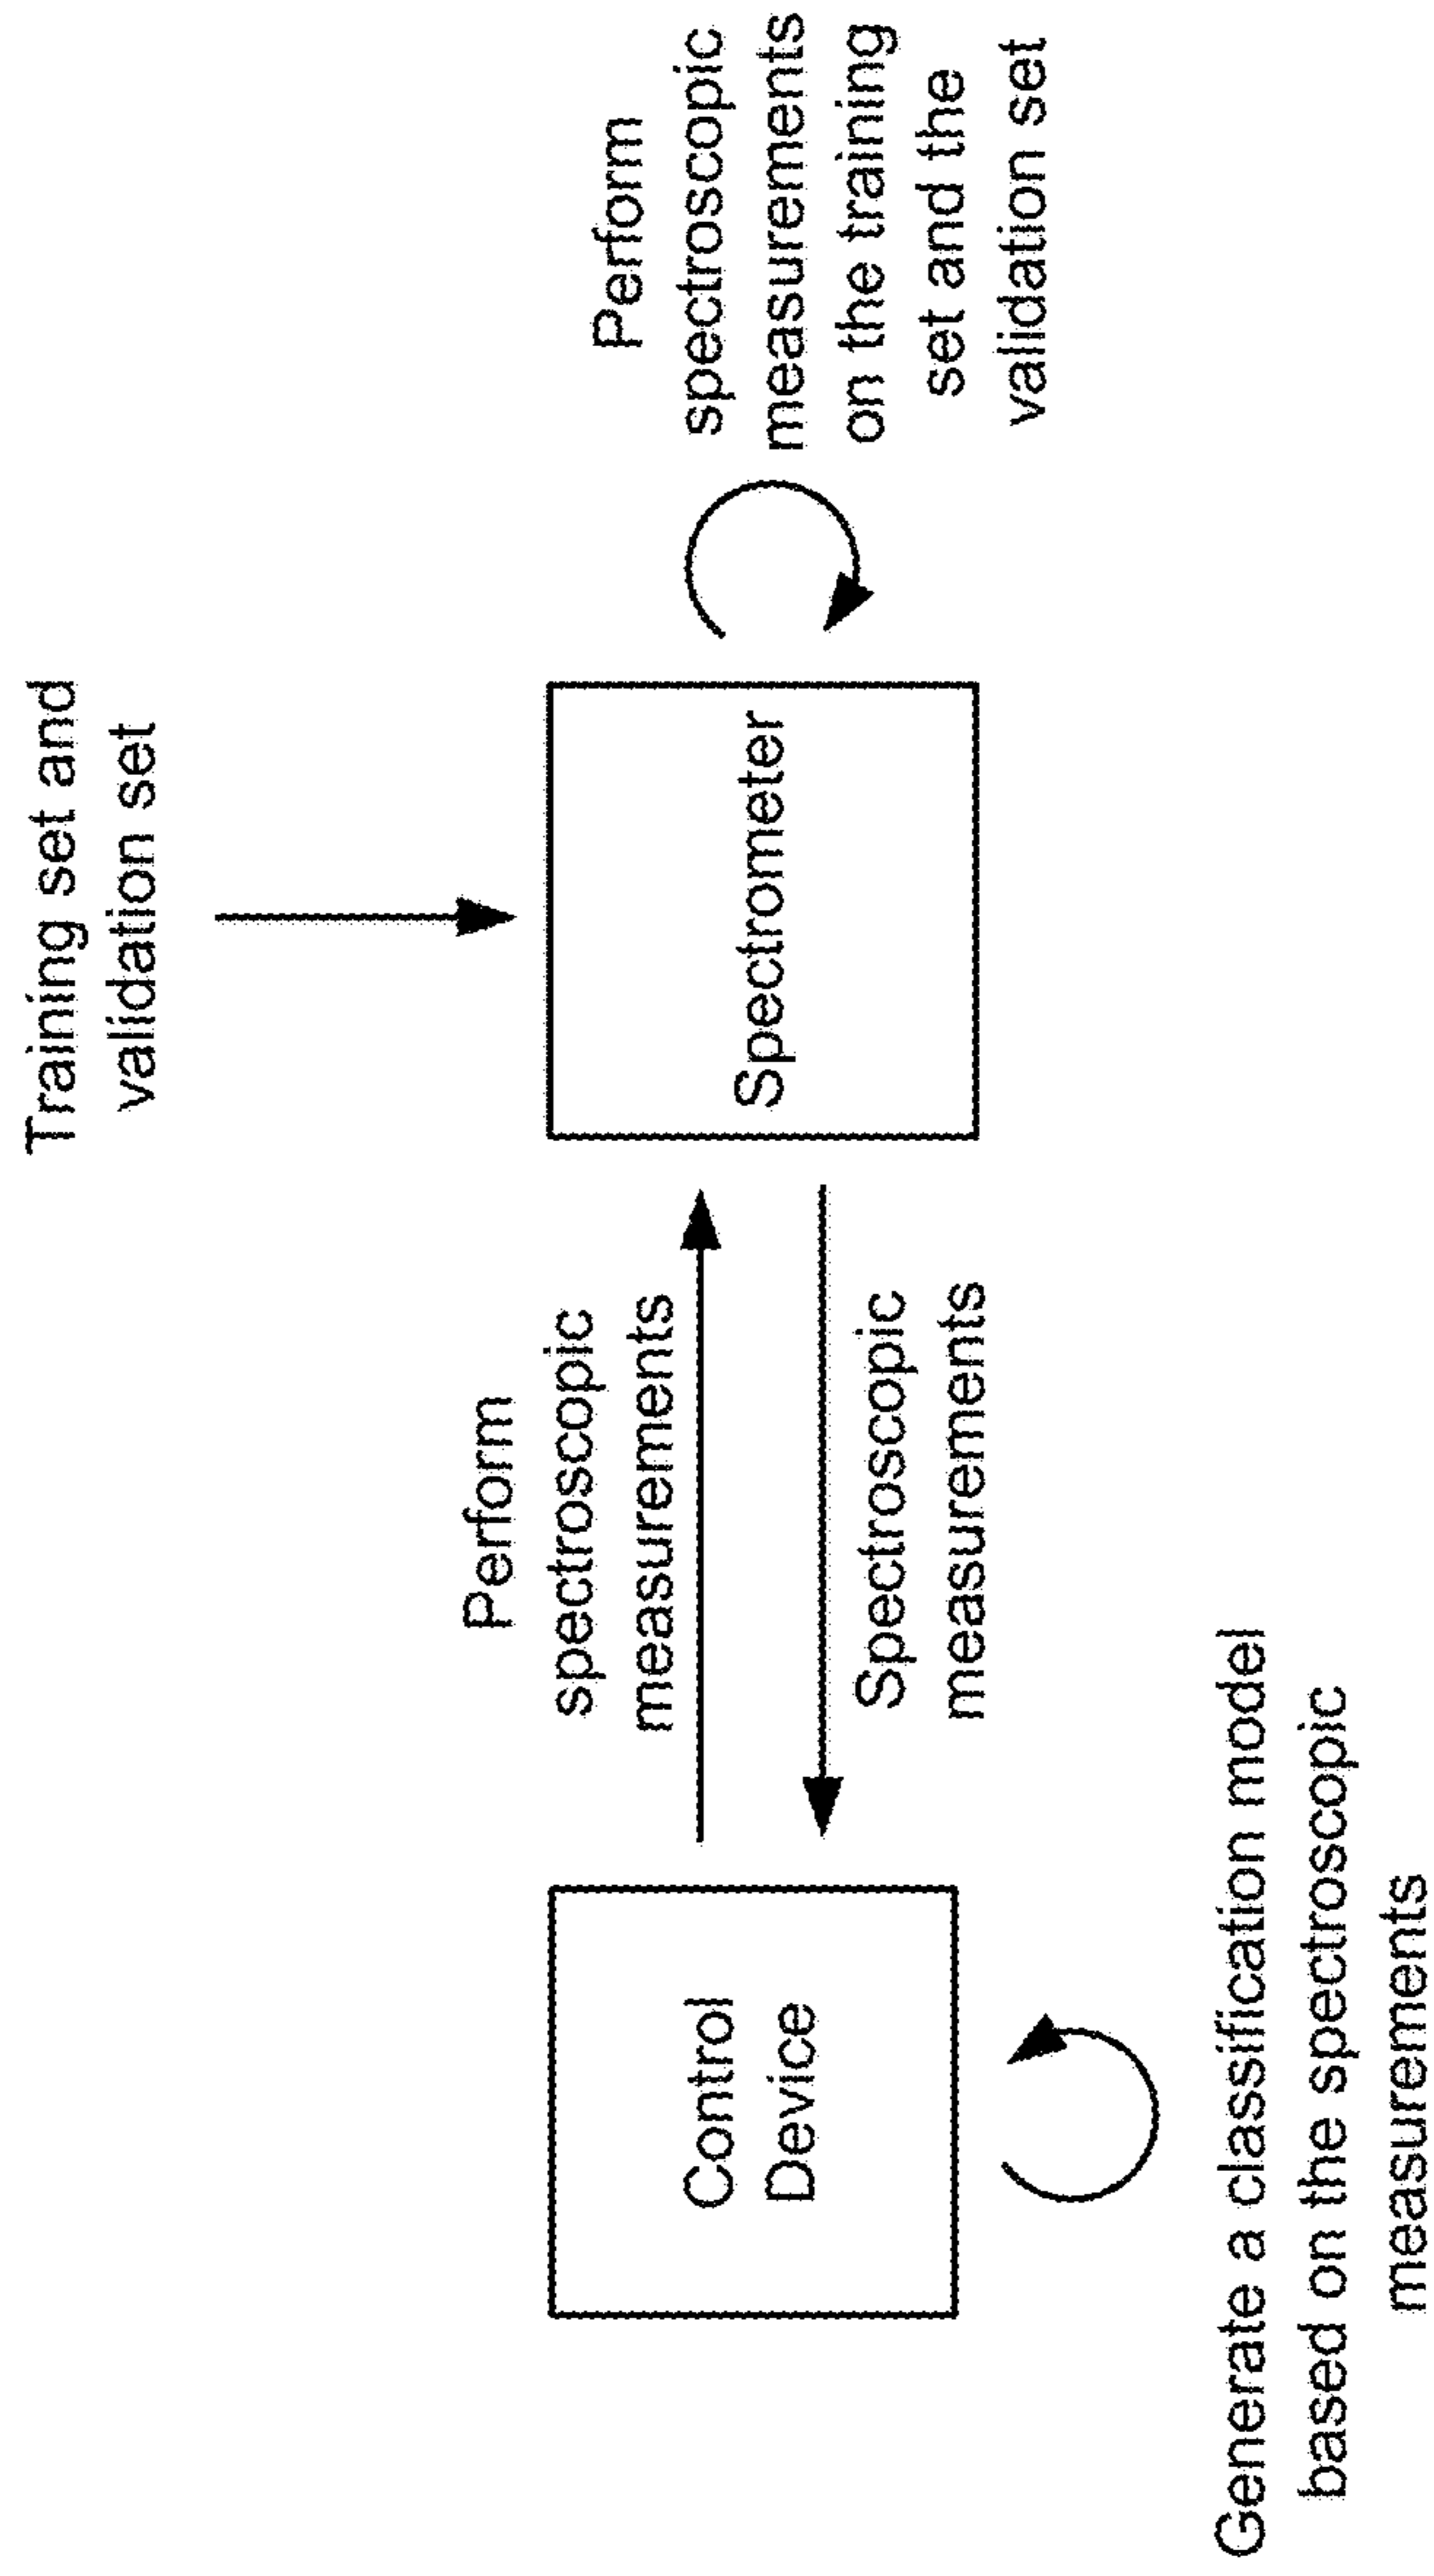 Training set and
validation set
Perform
spectroscopic
measurements
Control
Device
Spectrometer
Perform
spectroscopic
measurements
on the training
set and the
validation set
Spectroscopic
measurements
Generate a classification model
based on the spectroscopic
measurements